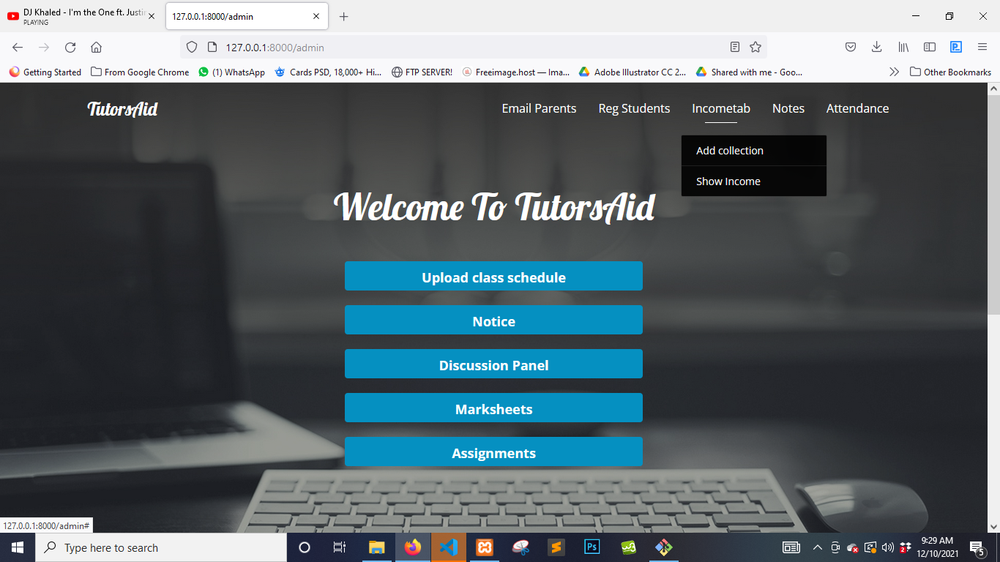 DJ Khaled - I'm the One ft. Justin
PLAYING
127.0.0.1:8000/admin
127.0.0.1:8000/admin
Getting Started
From Google Chrome
(1) WhatsApp
Cards PSD, 18,000+ Hi...
FTP SERVER!
Freeimage.host — Ima...
Adobe Illustrator CC 2...
Shared with me - Goo...
Other Bookmarks
TutorsAid
Email Parents
Reg Students
Incometab
Notes
Attendance
Add collection
Show Income
Welcome To TutorsAid
Upload class schedule
Notice
Discussion Panel
Marksheets
Assignments
127.0.0.1:8000/admin#
Type here to search
Ps
2
9:29 AM
12/10/2021
5